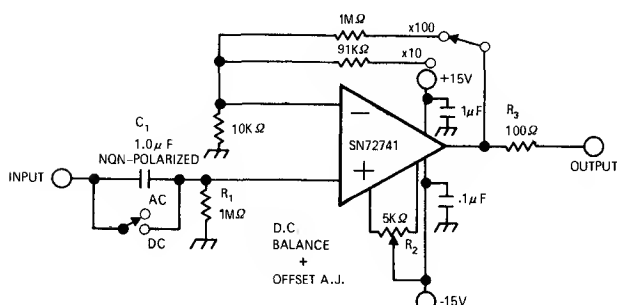 1MΩ
x100
91KΩ
x10
+15V
C1
1.0μF
NON-POLARIZED
10KΩ
−
SN72741
+
1μF
R3
100Ω
INPUT
OUTPUT
AC
DC
R1
1MΩ
D.C.
BALANCE
+
OFFSET A.J.
5KΩ
R2
.1μF
-15V